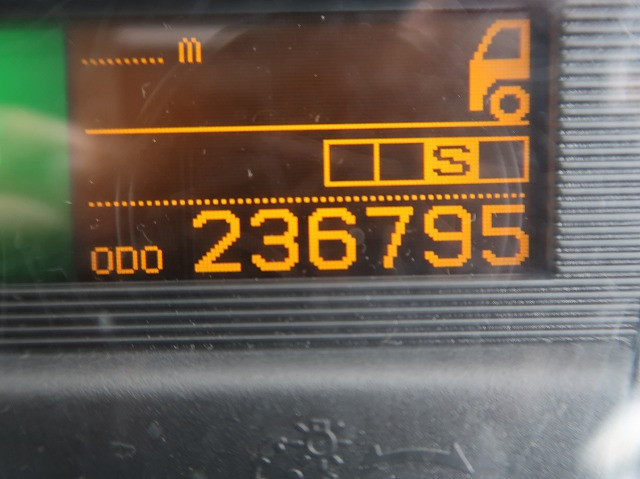 ........ m
S
ODO 236795